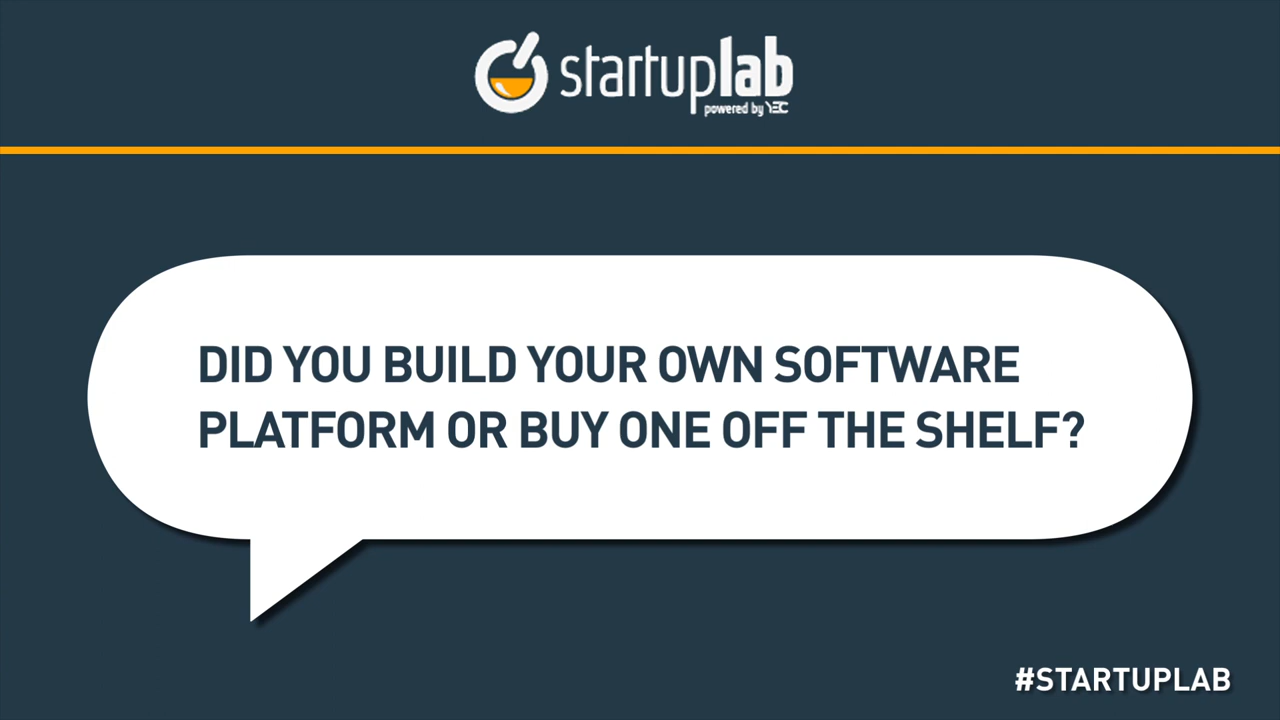 startuplab
powered by YEC
DID YOU BUILD YOUR OWN SOFTWARE
PLATFORM OR BUY ONE OFF THE SHELF?
#STARTUPLAB